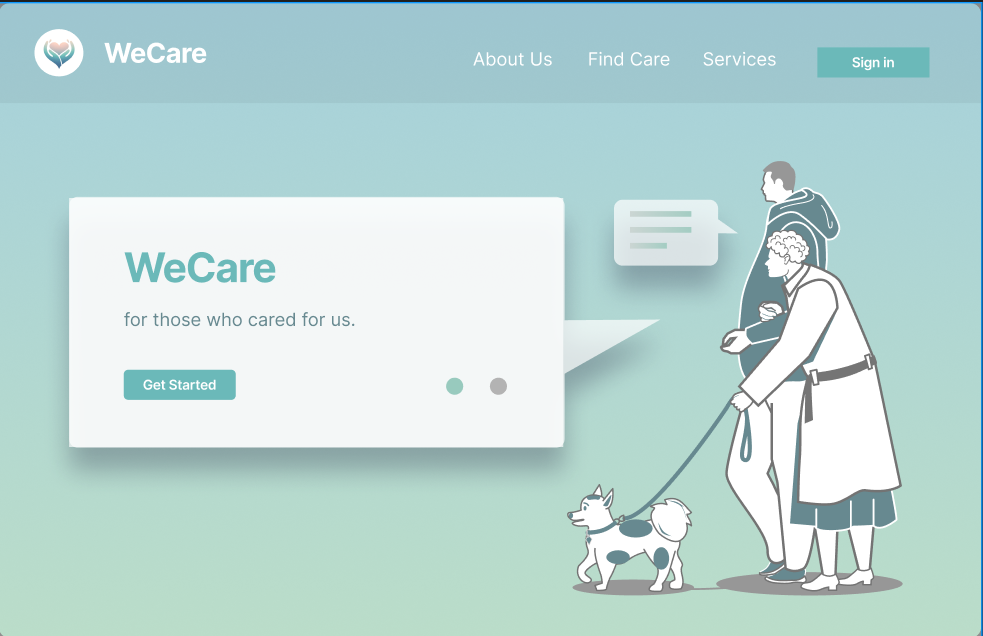 WeCare
About Us
Find Care
Services
Sign in
WeCare
for those who cared for us.
Get Started